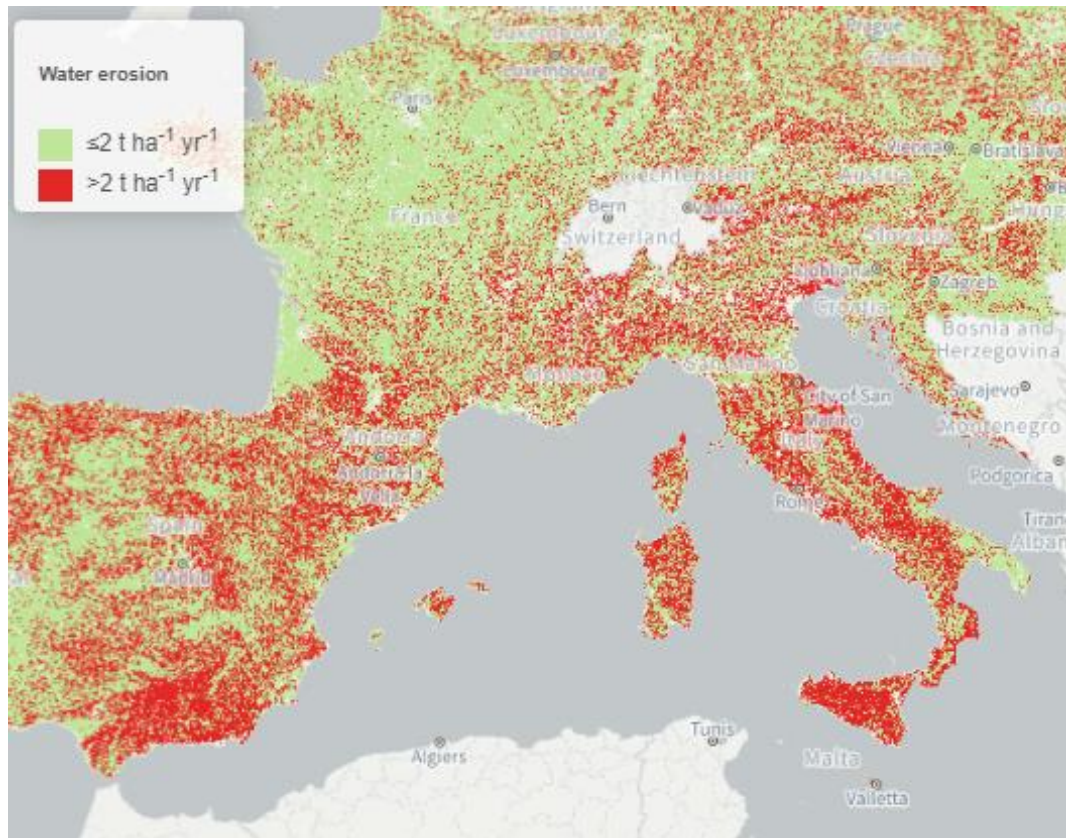 Water erosion
≤2 t ha-1 yr-1
>2 t ha-1 yr-1
Luxembourg
Luxembourg
Prague
Czechia
Paris
Vienna
Bratislava
Liechtenstein
Austria
France
Bern
Vaduz
Switzerland
Slovenia
Ljubljana
Zagreb
Croatia
Bosnia and
Herzegovina
San Marino
Monaco
Sarajevo
City of San
Marino
Montenegro
Andorra
Italy
Andorra la
Vella
Podgorica
Rome
Spain
Madrid
Tunis
Algiers
Malta
Valletta